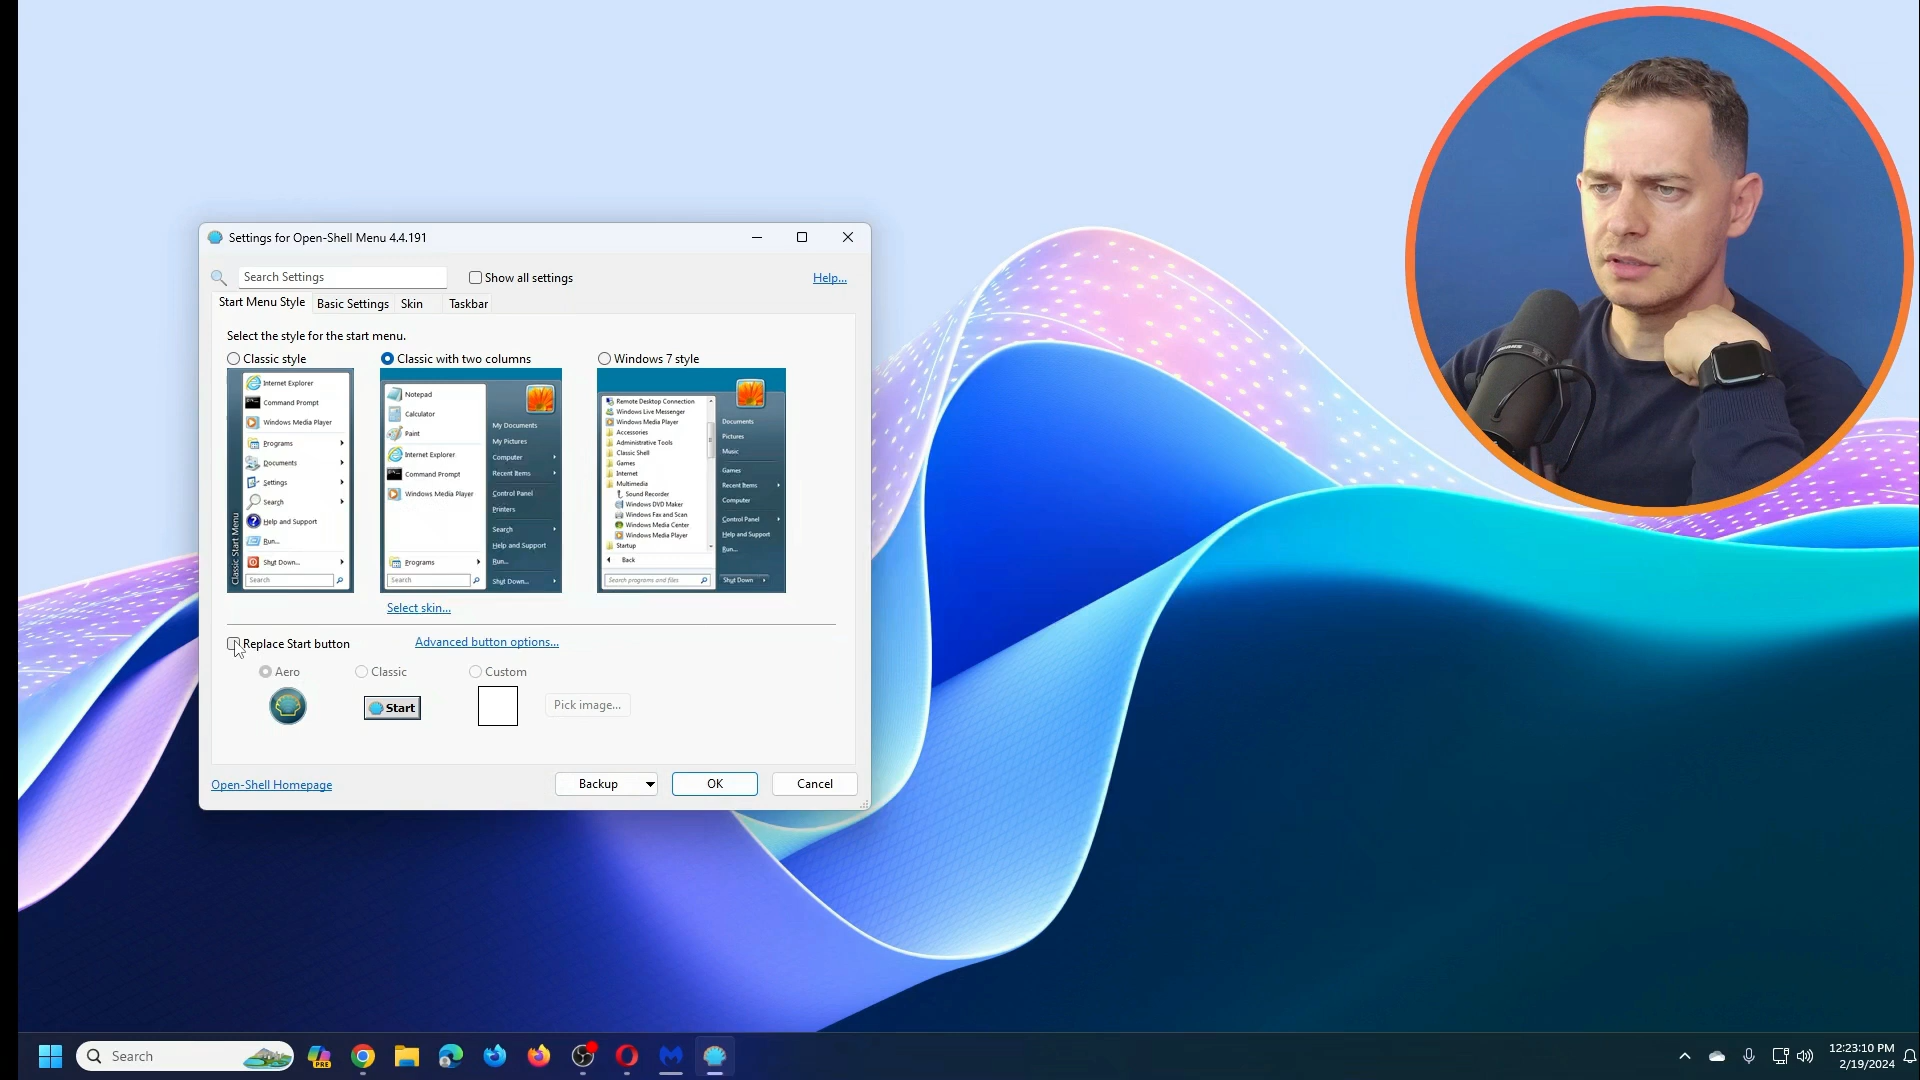 Settings for Open-Shell Menu 4.4.191
Search Settings
Show all settings
Help...
Start Menu Style
Basic Settings
Skin
Taskbar
Select the style for the start menu.
Classic style
Classic with two columns
Windows 7 style
Internet Explorer
Command Prompt
Windows Media Player
Programs
Documents
Settings
Search
Help and Support
Run...
Shut Down...
Search
Classic Start Menu
Notepad
Calculator
Paint
Internet Explorer
Command Prompt
Windows Media Player
Programs
Search
My Documents
My Pictures
Computer
Recent Items
Control Panel
Printers
Search
Help and Support
Run...
Shut Down...
Remote Desktop Connection
Windows Live Messenger
Windows Media Player
Accessories
Administrative Tools
Classic Shell
Games
Internet
Multimedia
Sound Recorder
Windows DVD Maker
Windows Fax and Scan
Windows Media Center
Windows Media Player
Startup
Back
Search programs and files
Documents
Pictures
Music
Games
Recent Items
Computer
Control Panel
Help and Support
Run...
Shut Down
Select skin...
Replace Start button
Advanced button options...
Aero
Classic
Custom
Start
Pick image...
Open-Shell Homepage
Backup
OK
Cancel
Search
PRE
12:23:10 PM
2/19/2024